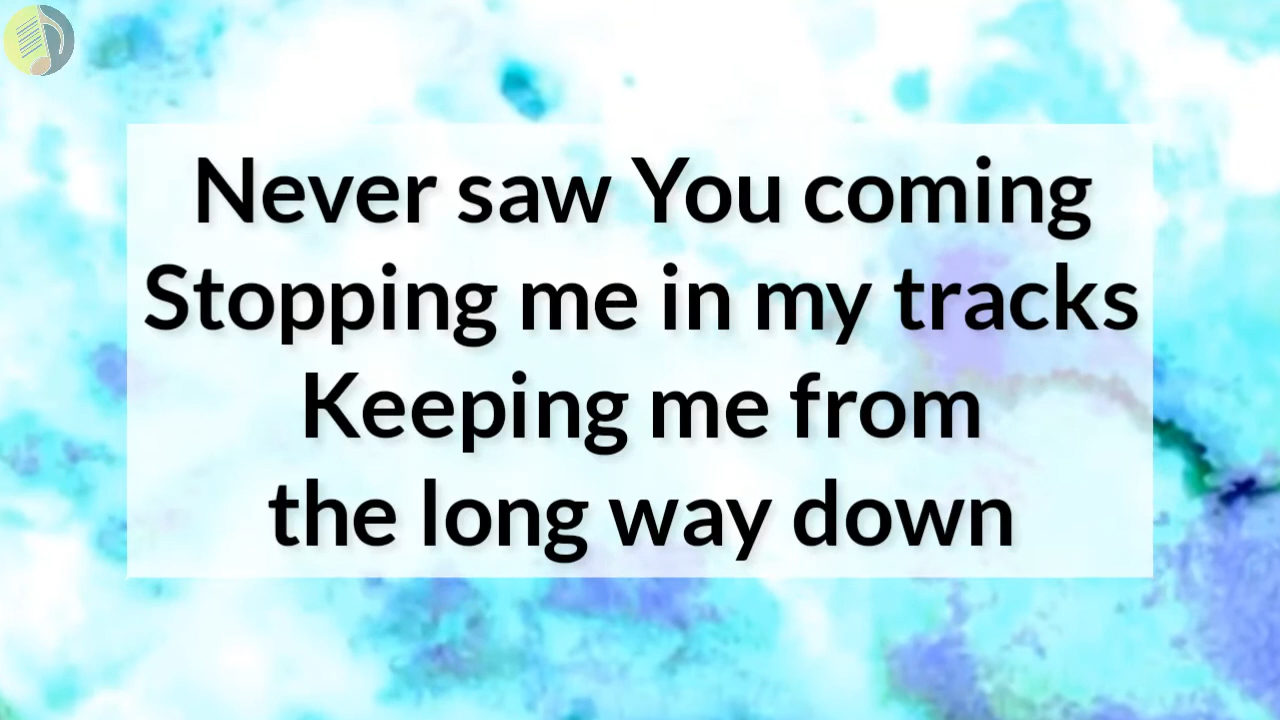 Never saw You coming
Stopping me in my tracks
Keeping me from
the long way down